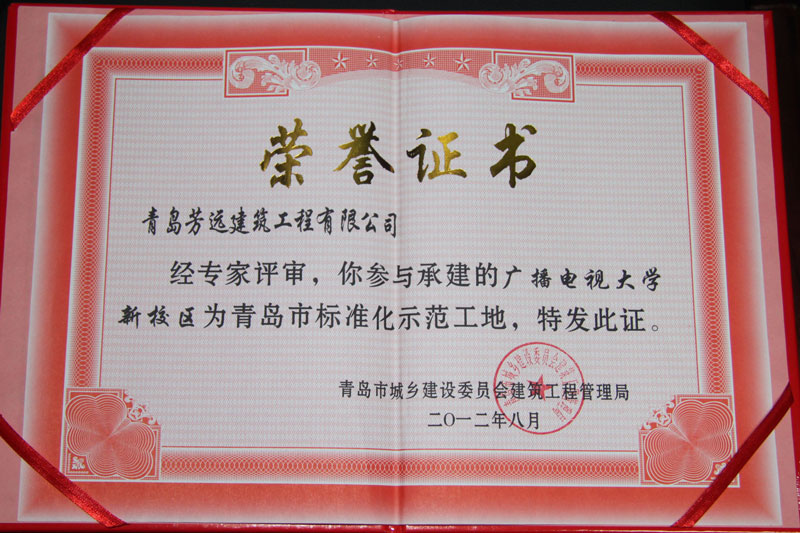 荣誉证书
青岛芳远建筑工程有限公司
经专家评审，你参与承建的广播电视大学
新校区为青岛市标准化示范工地，特发此证。
青岛市城乡建设委员会建筑工程管理局
二〇一二年八月